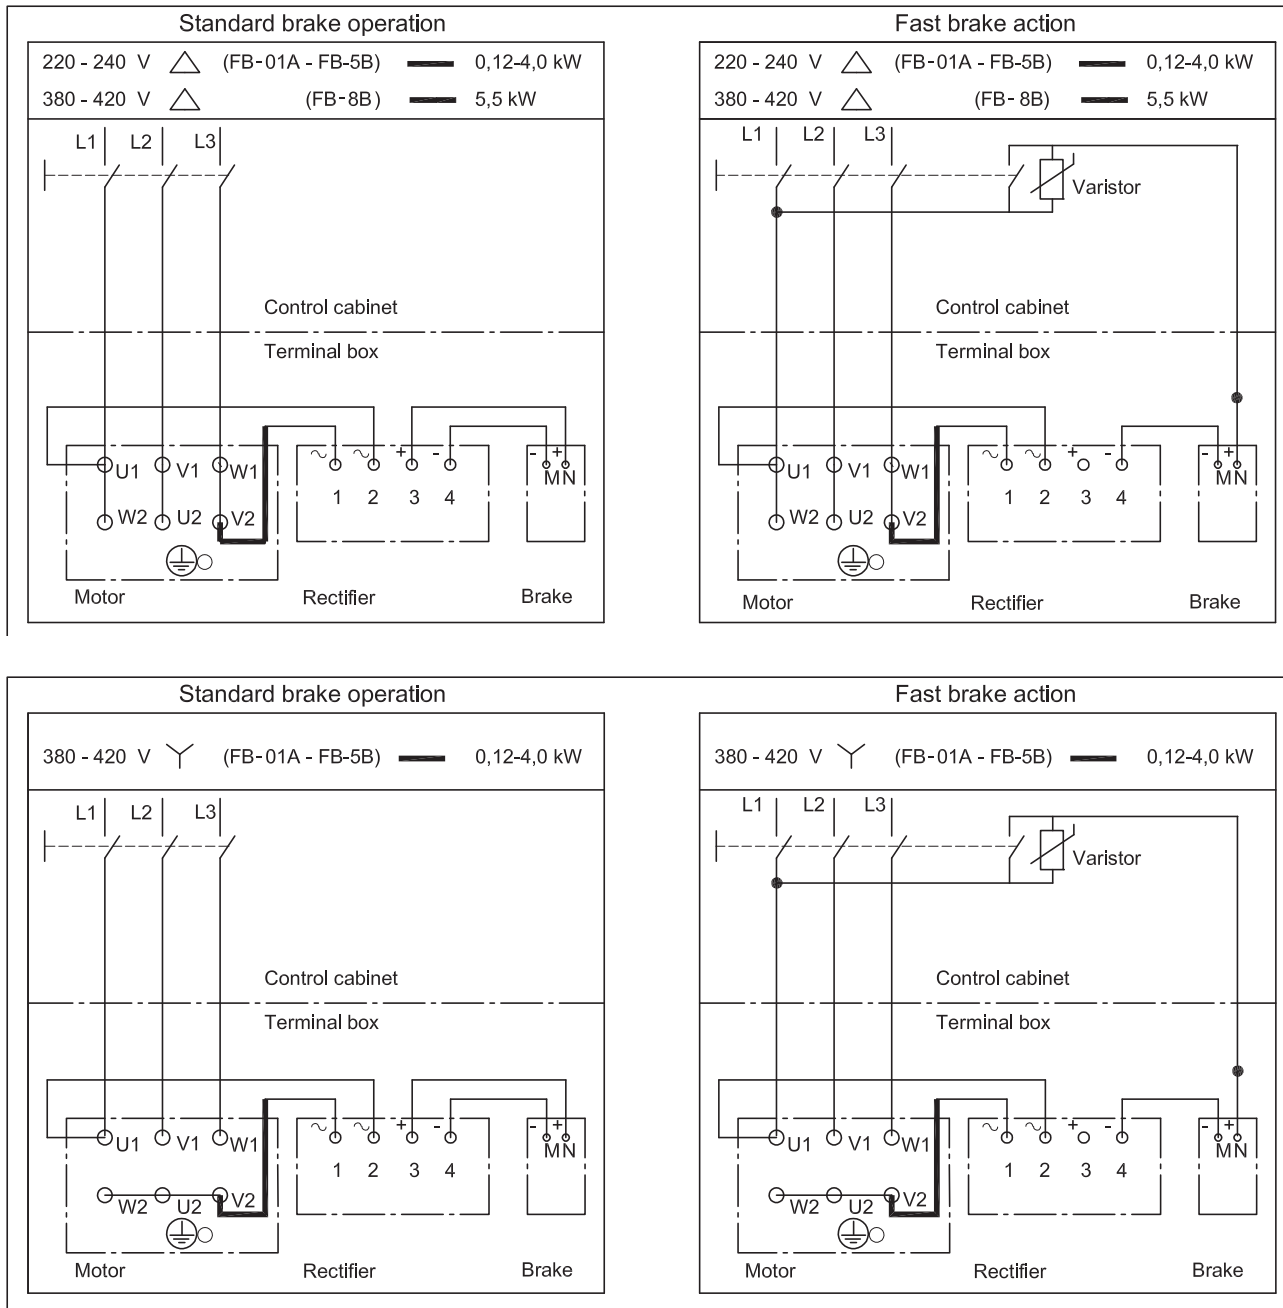 Standard brake operation
220 - 240 V (FB-01A - FB-5B) 0,12-4,0 kW
380 - 420 V (FB-8B) 5,5 kW
L1 L2 L3
Control cabinet
Terminal box
U1 V1 W1 ~ ~ + - - +
M N
1 2 3 4
W2 U2 V2
Motor Rectifier Brake
Fast brake action
220 - 240 V (FB-01A - FB-5B) 0,12-4,0 kW
380 - 420 V (FB-8B) 5,5 kW
L1 L2 L3
Varistor
Control cabinet
Terminal box
U1 V1 W1 ~ ~ + - - +
M N
1 2 3 4
W2 U2 V2
Motor Rectifier Brake
Standard brake operation
380 - 420 V (FB-01A - FB-5B) 0,12-4,0 kW
L1 L2 L3
Control cabinet
Terminal box
U1 V1 W1 ~ ~ + - - +
M N
1 2 3 4
W2 U2 V2
Motor Rectifier Brake
Fast brake action
380 - 420 V (FB-01A - FB-5B) 0,12-4,0 kW
L1 L2 L3
Varistor
Control cabinet
Terminal box
U1 V1 W1 ~ ~ + - - +
M N
1 2 3 4
W2 U2 V2
Motor Rectifier Brake